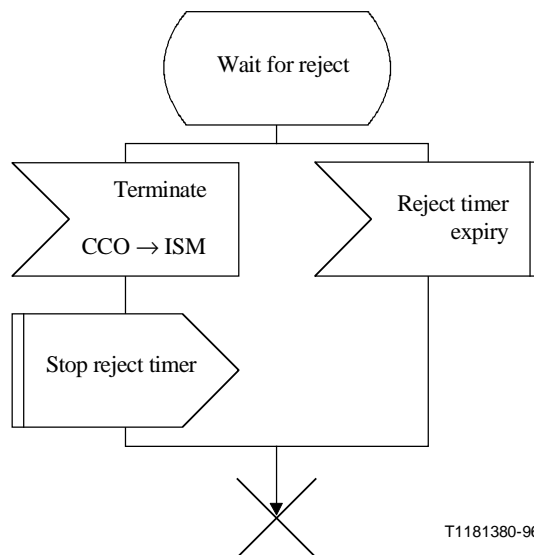 Wait for reject
Terminate
CCO → ISM
Reject timer
expiry
Stop reject timer
T1181380-96